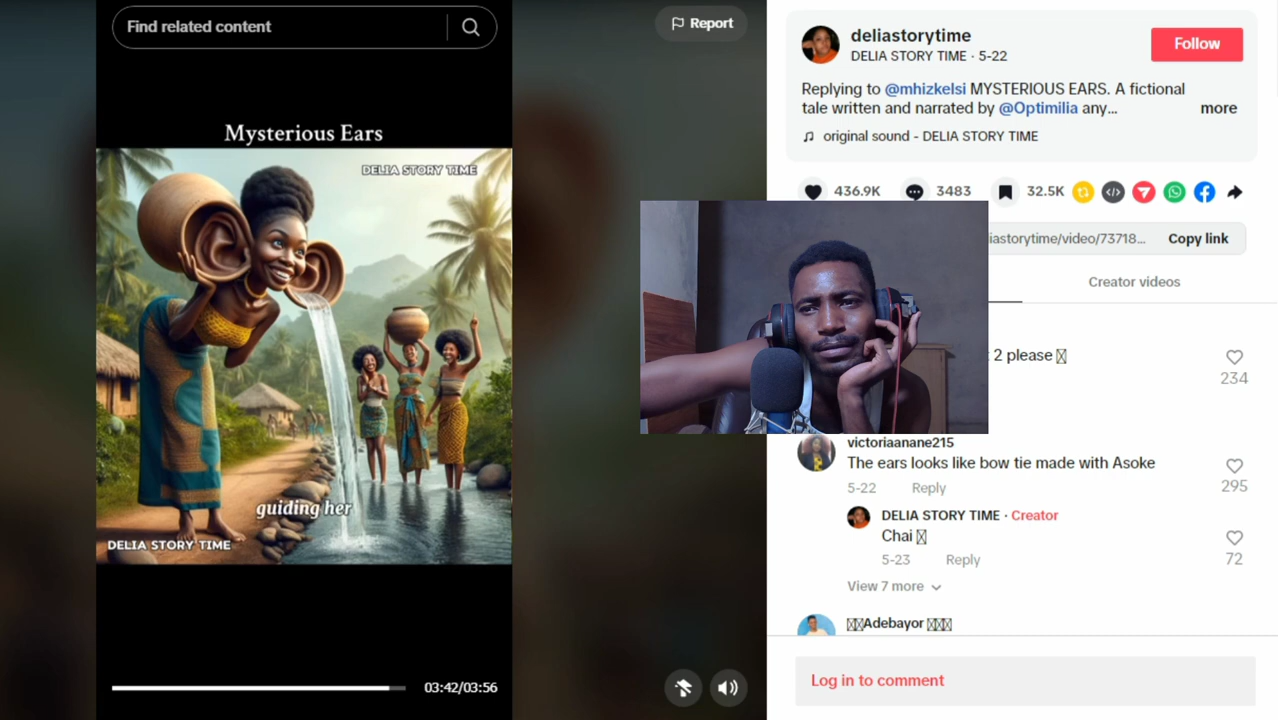 Find related content
Report
Mysterious Ears
DELIA STORY TIME
guiding her
DELIA STORY TIME
03:42/03:56
deliastorytime
DELIA STORY TIME · 5-22
Follow
Replying to @mhizkelsi MYSTERIOUS EARS. A fictional
tale written and narrated by @Optimilia any... more
original sound - DELIA STORY TIME
436.9K
3483
32.5K
iastorytime/video/73718...
Copy link
Creator videos
2 please
234
victoriaanane215
The ears looks like bow tie made with Asoke
5-22 Reply
295
DELIA STORY TIME · Creator
Chai
5-23 Reply
72
View 7 more
Adebayor
Log in to comment